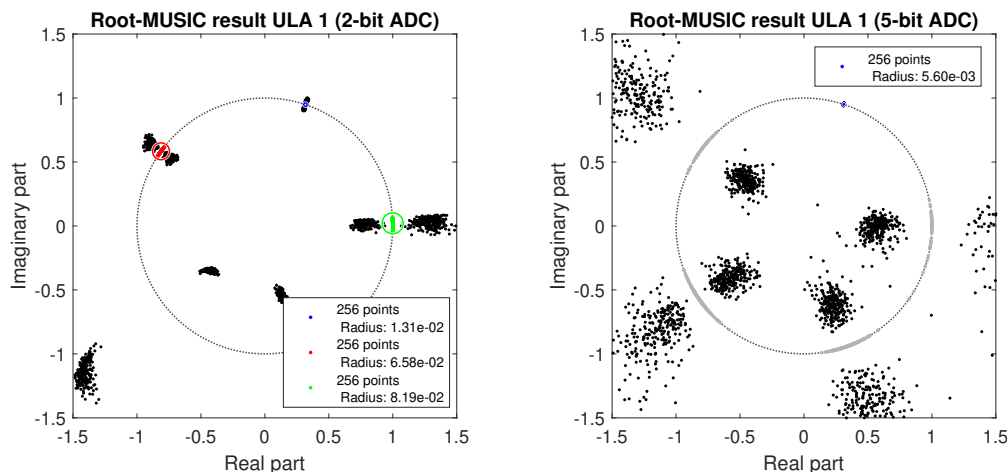 Root-MUSIC result ULA 1 (2-bit ADC)
1.5
1
0.5
0
-0.5
-1
-1.5
Imaginary part
-1.5
-1
-0.5
0
0.5
1
1.5
Real part
256 points
Radius: 1.31e-02
256 points
Radius: 6.58e-02
256 points
Radius: 8.19e-02
Root-MUSIC result ULA 1 (5-bit ADC)
1.5
1
0.5
0
-0.5
-1
-1.5
Imaginary part
-1.5
-1
-0.5
0
0.5
1
1.5
Real part
256 points
Radius: 5.60e-03